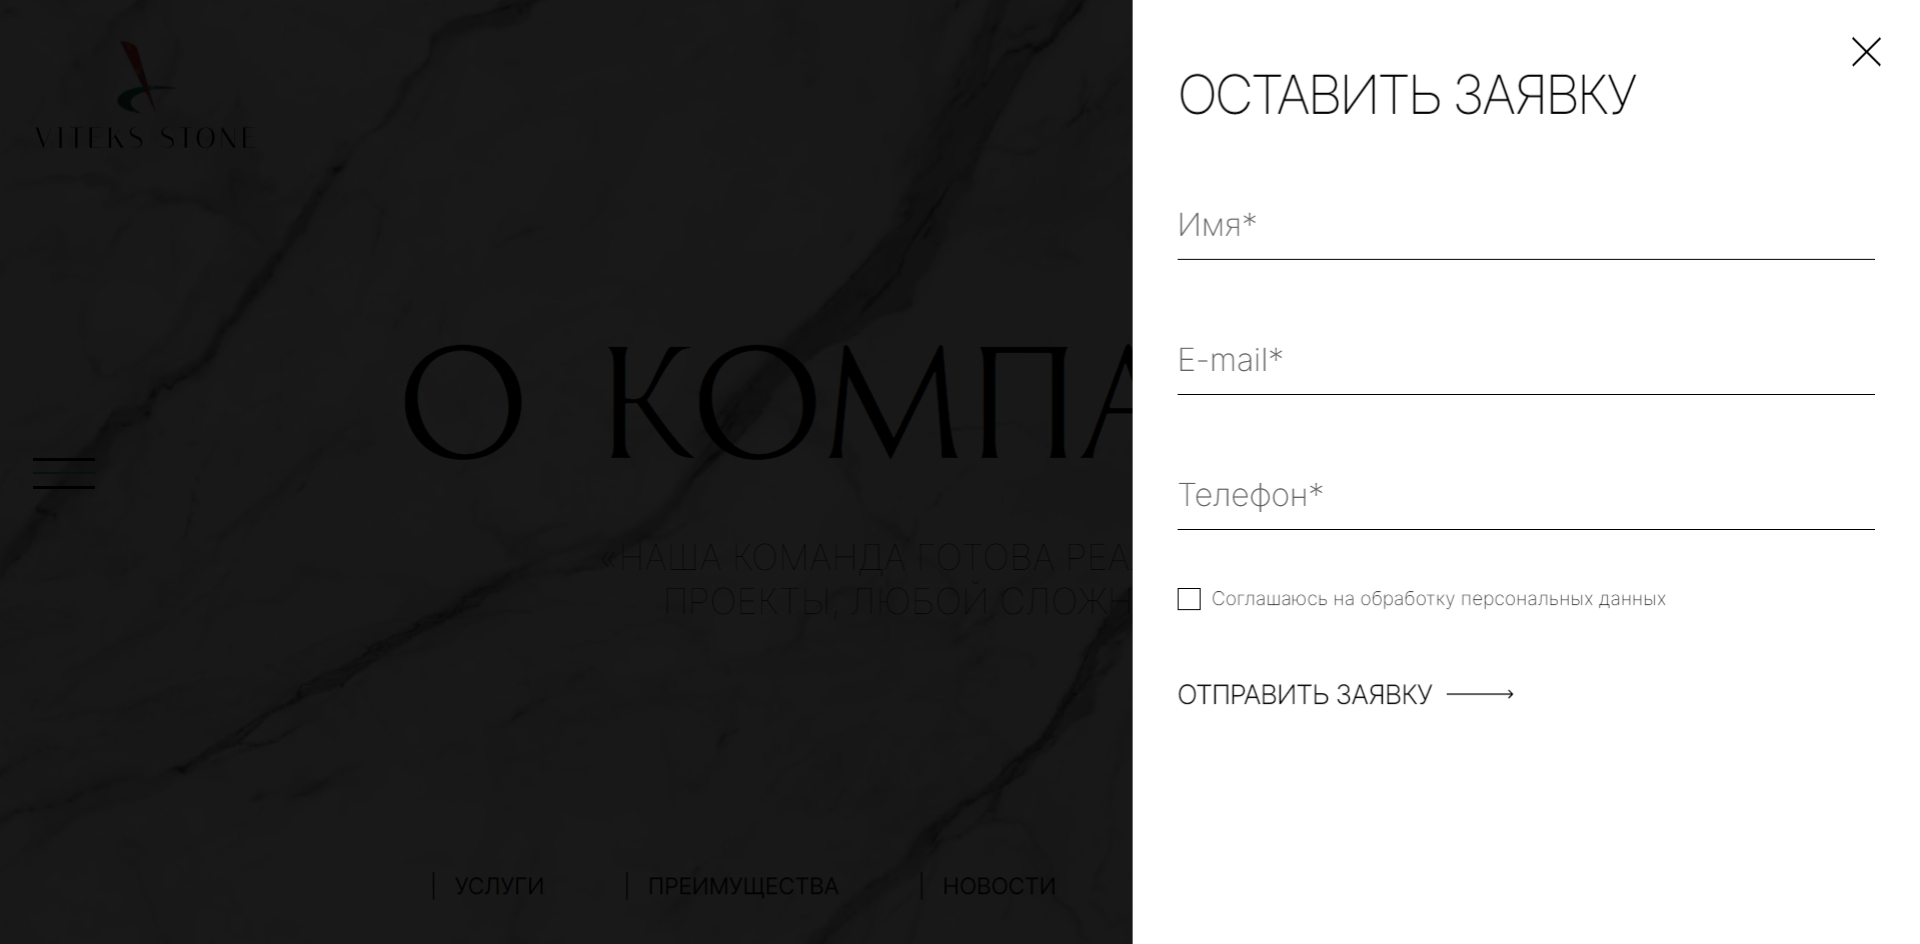 VITEKS STONE
О КОМПА
«НАША КОМАНДА ГОТОВА РЕА
ПРОЕКТЫ, ЛЮБОЙ СЛОЖН
УСЛУГИ
ПРЕИМУЩЕСТВА
НОВОСТИ
ОСТАВИТЬ ЗАЯВКУ
Имя*
E-mail*
Телефон*
Соглашаюсь на обработку персональных данных
ОТПРАВИТЬ ЗАЯВКУ